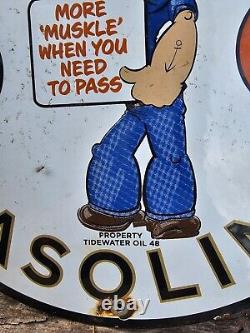 MORE
'MUSKLE'
WHEN YOU
NEED
TO PASS
PROPERTY
TIDEWATER OIL 48
ASOLIN